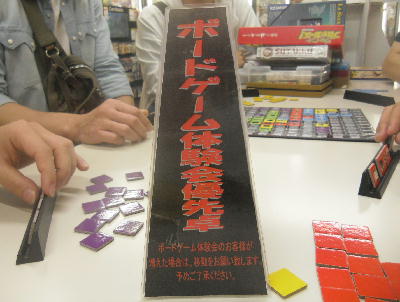 ボードゲーム体験会優先卓
ボードゲーム体験会のお客様が
増えた場合は、移動をお願い致します。
予めご了承ください。